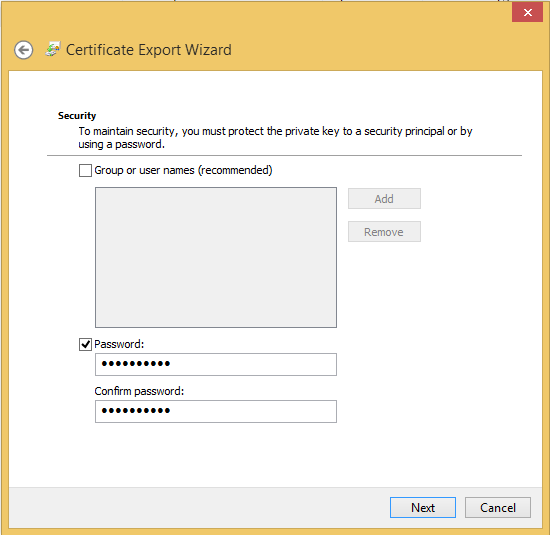 Certificate Export Wizard
Security
To maintain security, you must protect the private key to a security principal or by
using a password.
Group or user names (recommended)
Add
Remove
Password:
••••••••••
Confirm password:
••••••••••
Next
Cancel